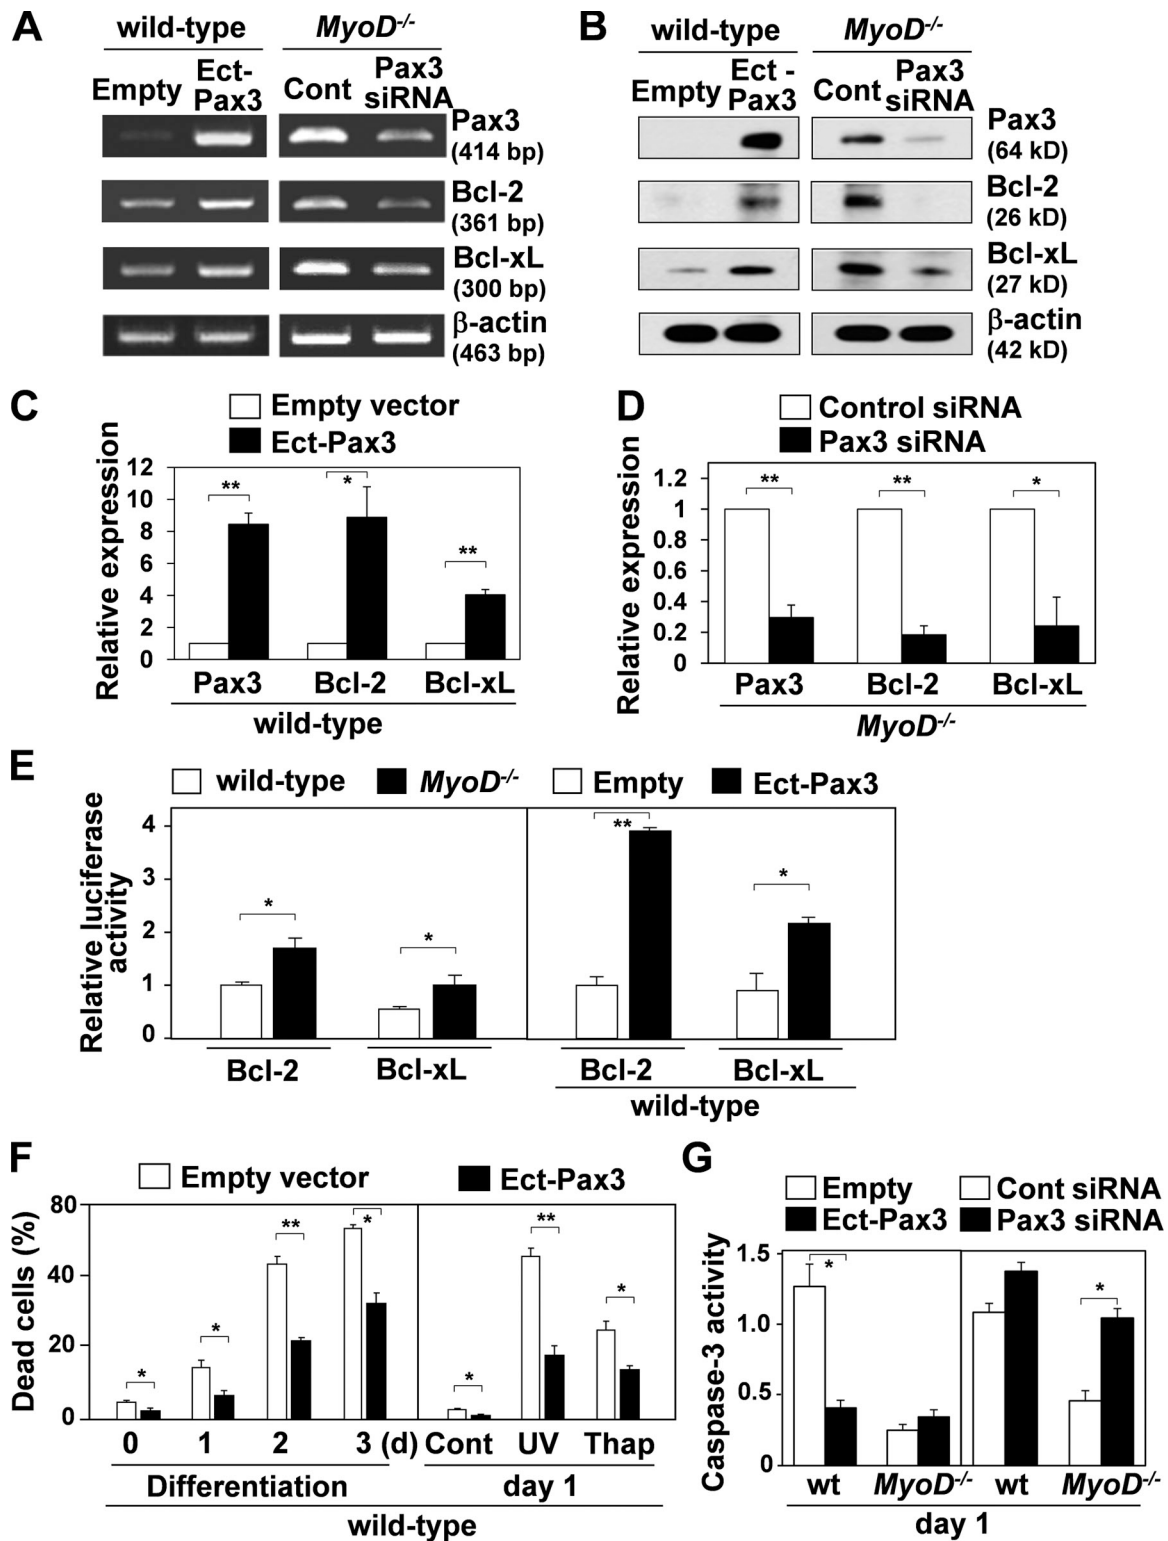 A
wild-type MyoD-/-
Empty Ect-Pax3 Cont Pax3 siRNA
Pax3 (414 bp)
Bcl-2 (361 bp)
Bcl-xL (300 bp)
β-actin (463 bp)
B
wild-type MyoD-/-
Empty Ect - Pax3 Cont Pax3 siRNA
Pax3 (64 kD)
Bcl-2 (26 kD)
Bcl-xL (27 kD)
β-actin (42 kD)
C
Empty vector
Ect-Pax3
Relative expression
12
10
8
6
4
2
0
** * **
Pax3 Bcl-2 Bcl-xL
wild-type
D
Control siRNA
Pax3 siRNA
Relative expression
1.2
1
0.8
0.6
0.4
0.2
0
** ** *
Pax3 Bcl-2 Bcl-xL
MyoD-/-
E
wild-type MyoD-/- Empty Ect-Pax3
Relative luciferase activity
4
3
2
1
0
* * ** *
Bcl-2 Bcl-xL Bcl-2 Bcl-xL
wild-type
F
Empty vector Ect-Pax3
Dead cells (%)
80
40
20
0
* * ** * * ** *
0 1 2 3 (d) Cont UV Thap
Differentiation day 1
wild-type
G
Empty Cont siRNA
Ect-Pax3 Pax3 siRNA
Caspase-3 activity
1.5
1.0
0.5
0
* *
wt MyoD-/- wt MyoD-/-
day 1